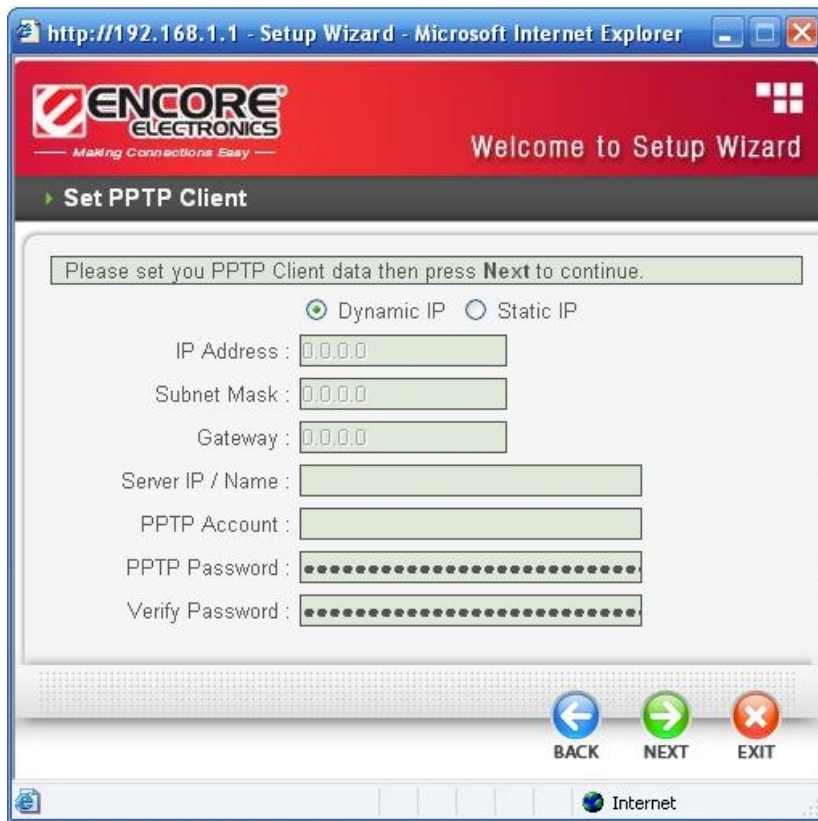 http://192.168.1.1 - Setup Wizard - Microsoft Internet Explorer
ENCORE
ELECTRONICS
Making Connections Easy
Welcome to Setup Wizard
Set PPTP Client
Please set you PPTP Client data then press Next to continue.
Dynamic IP Static IP
IP Address : 0.0.0.0
Subnet Mask : 0.0.0.0
Gateway : 0.0.0.0
Server IP / Name :
PPTP Account :
PPTP Password :
Verify Password :
BACK NEXT EXIT
Internet